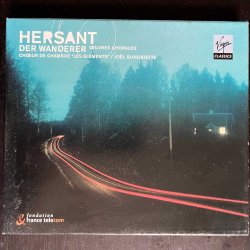 HERSANT
DER WANDERER ŒUVRES CHORALES
CHŒUR DE CHAMBRE "LES ÉLÉMENTS" / JOËL SUHUBIETTE
Virgin
CLASSICS
fondation
france telecom